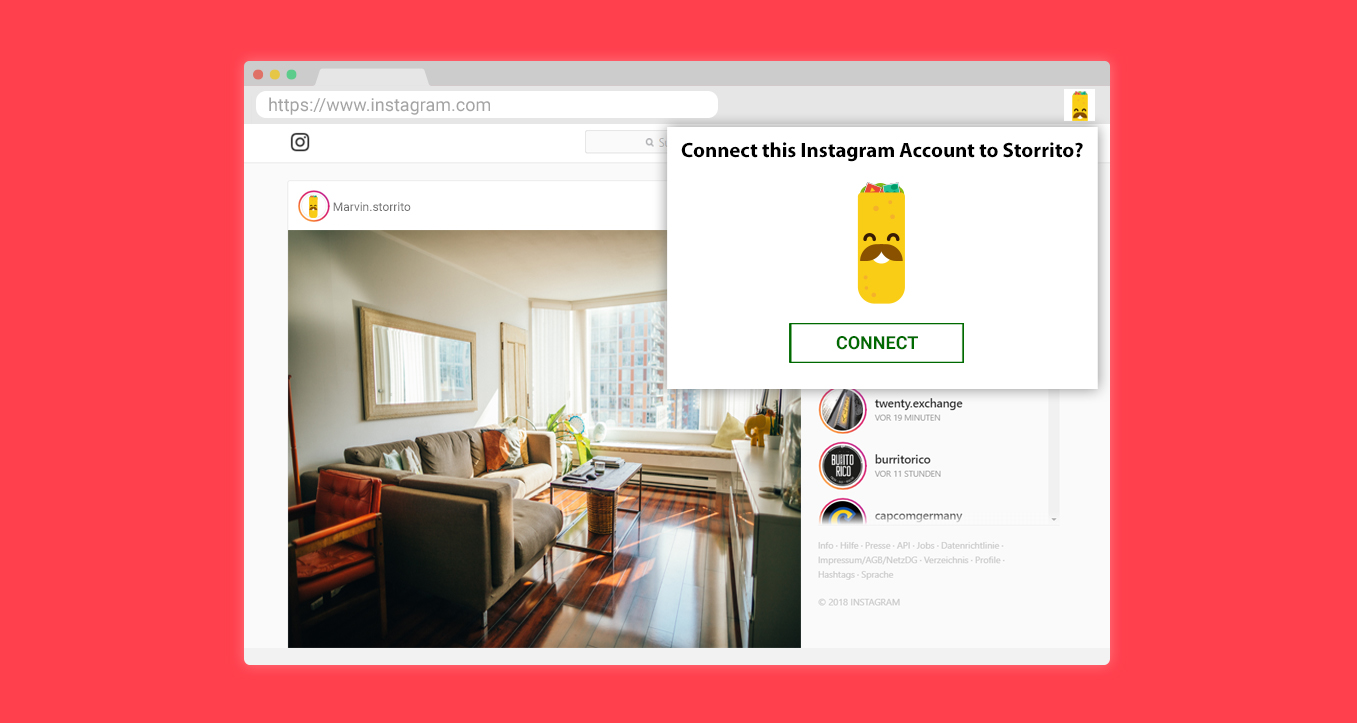 https://www.instagram.com
Connect this Instagram Account to Storrito?
CONNECT
Marvin.storrito
twenty.exchange
VOR 19 MINUTEN
BURRITO
RICO
burritorico
VOR 11 STUNDEN
capcomgermany
Info · Hilfe · Presse · API · Jobs · Datenrichtlinie ·
Impressum/AGB/NetzDG · Verzeichnis · Profile ·
Hashtags · Sprache
© 2018 INSTAGRAM